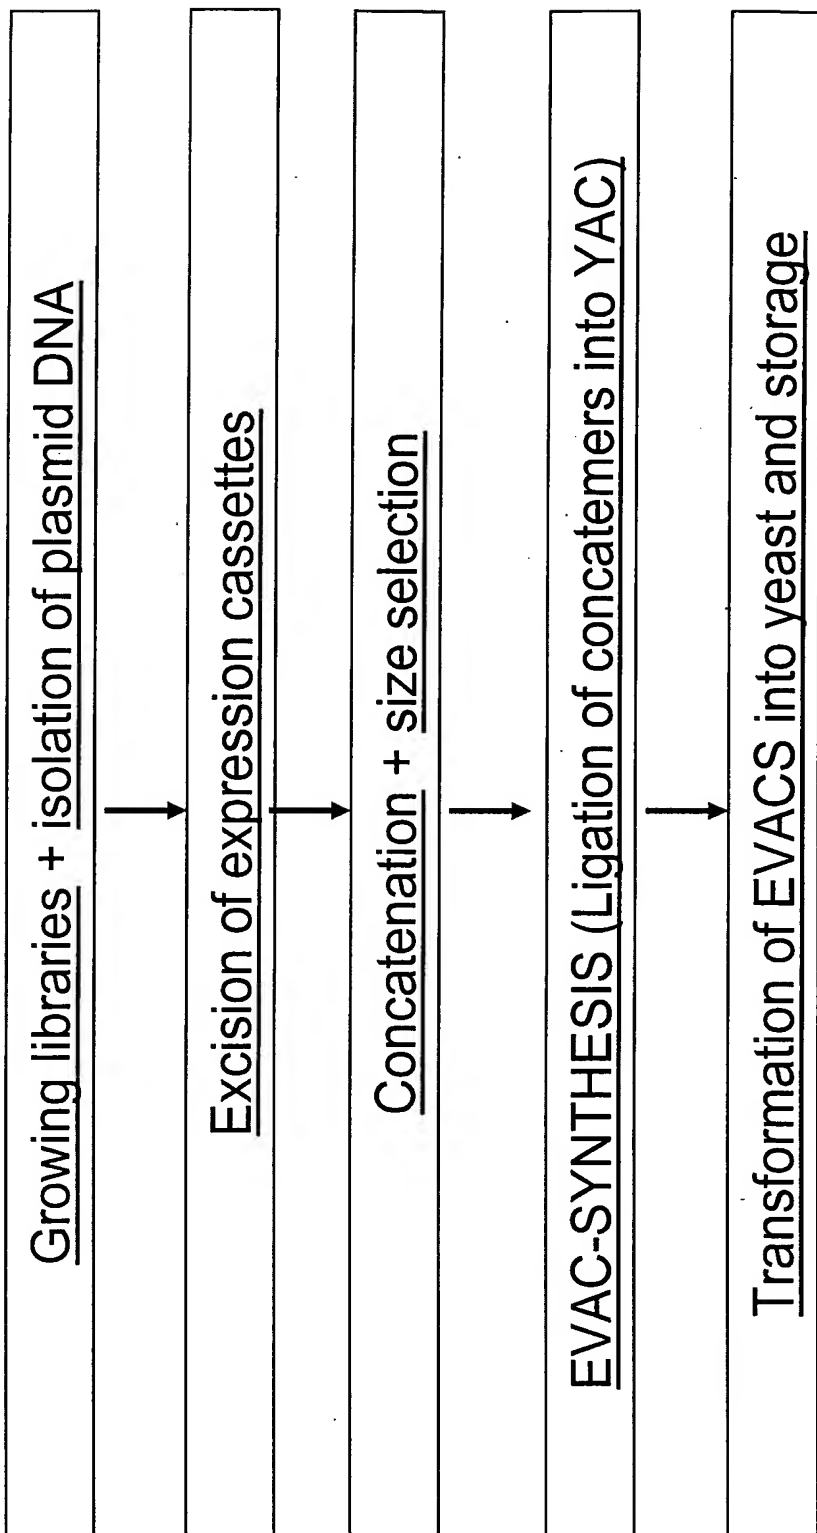 Growing libraries + isolation of plasmid DNA
Excision of expression cassettes
Concatenation + size selection
EVAC-SYNTHESIS (Ligation of concatemers into YAC)
Transformation of EVACS into yeast and storage